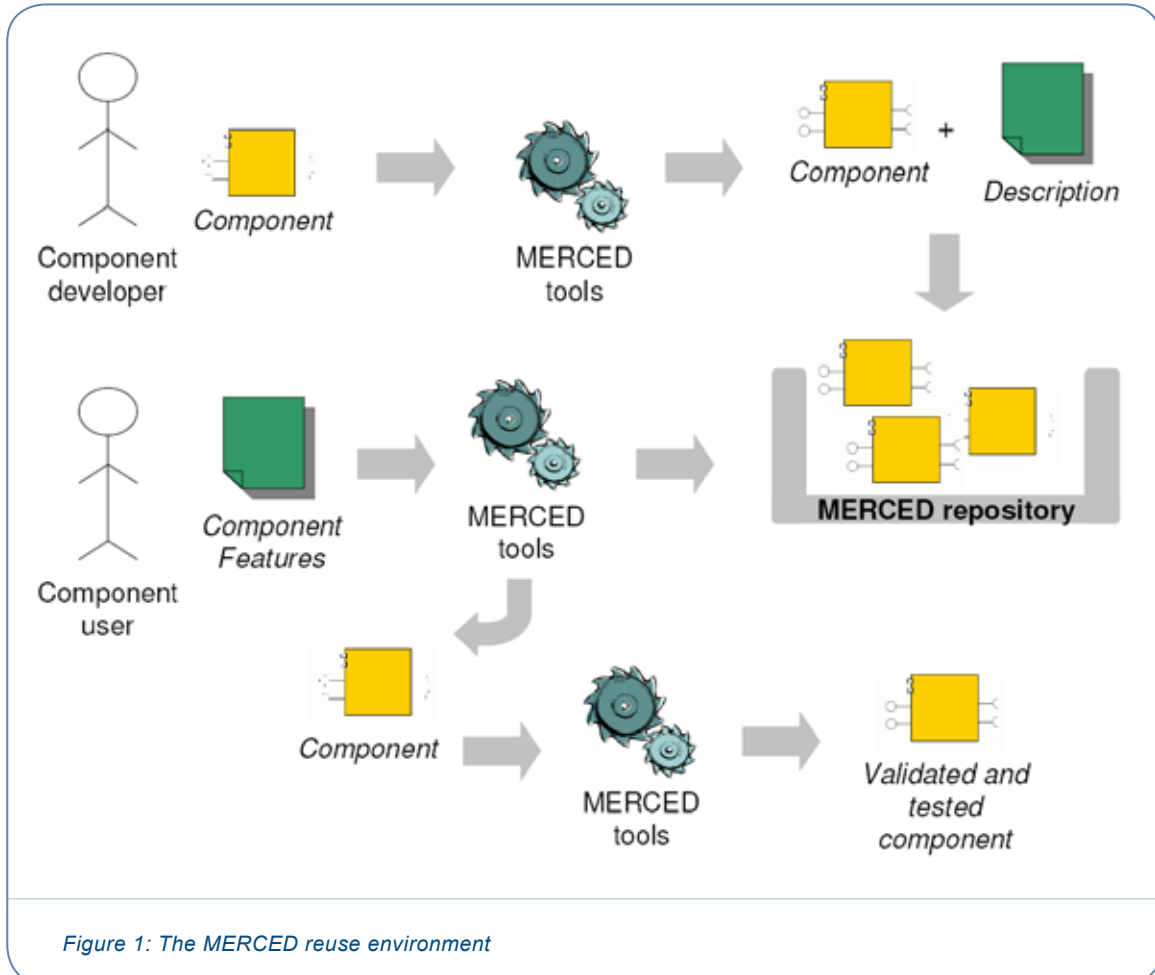 Component
developer
Component
MERCED
tools
Component
+
Description
Component
user
Component
Features
MERCED
tools
MERCED repository
Component
MERCED
tools
Validated and
tested
component
Figure 1: The MERCED reuse environment